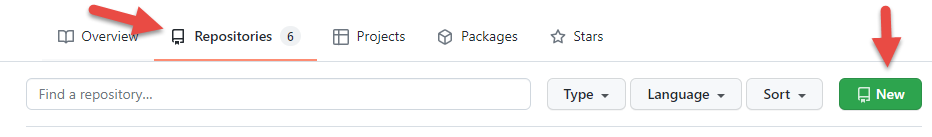 Overview Repositories 6 Projects Packages Stars
Find a repository... Type Language Sort New